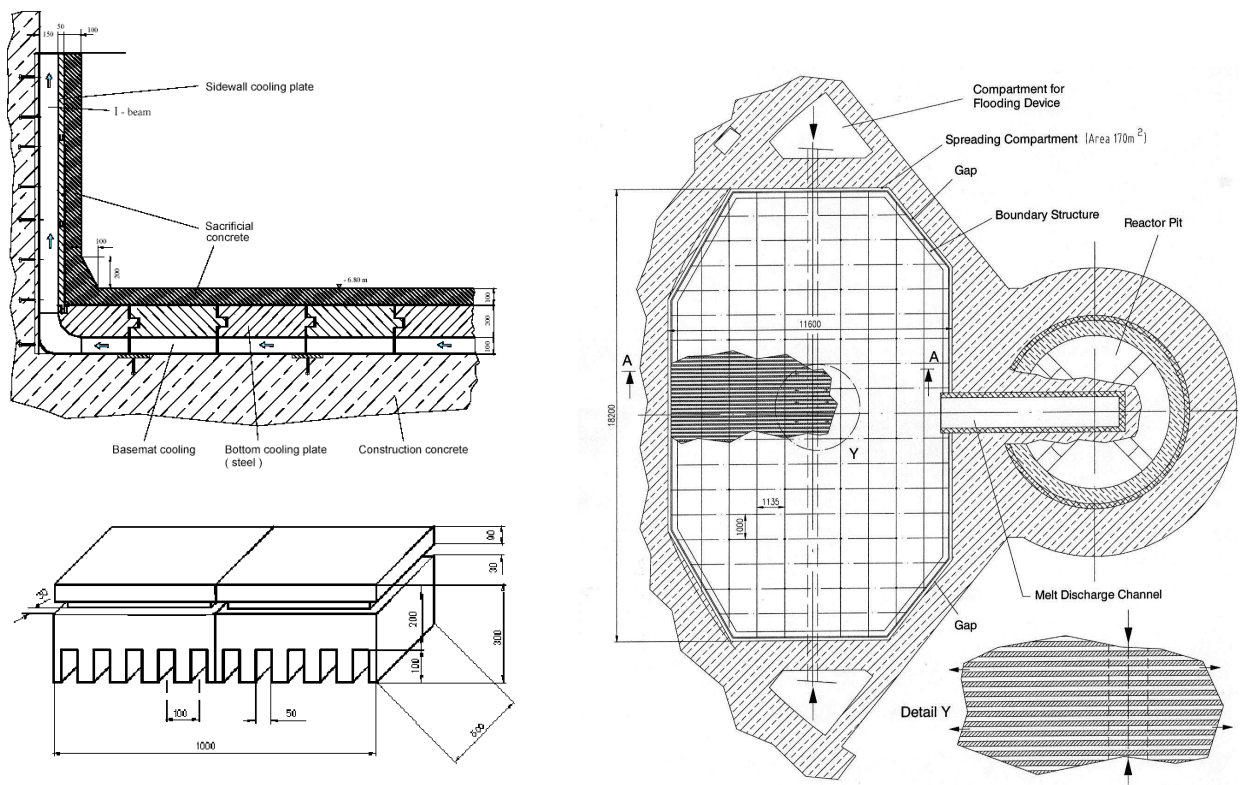 50
150
100
Sidewall cooling plate
I - beam
Sacrificial
concrete
100
200
- 6.80 m
100
200
100
Basemat cooling
Bottom cooling plate
( steel )
Construction concrete
90
30
30
200
300
100
100
50
500
1000
Compartment for
Flooding Device
Spreading Compartment (Area 170m²)
Gap
Boundary Structure
Reactor Pit
11600
A
A
18200
Y
1135
1000
Melt Discharge Channel
Gap
Detail Y